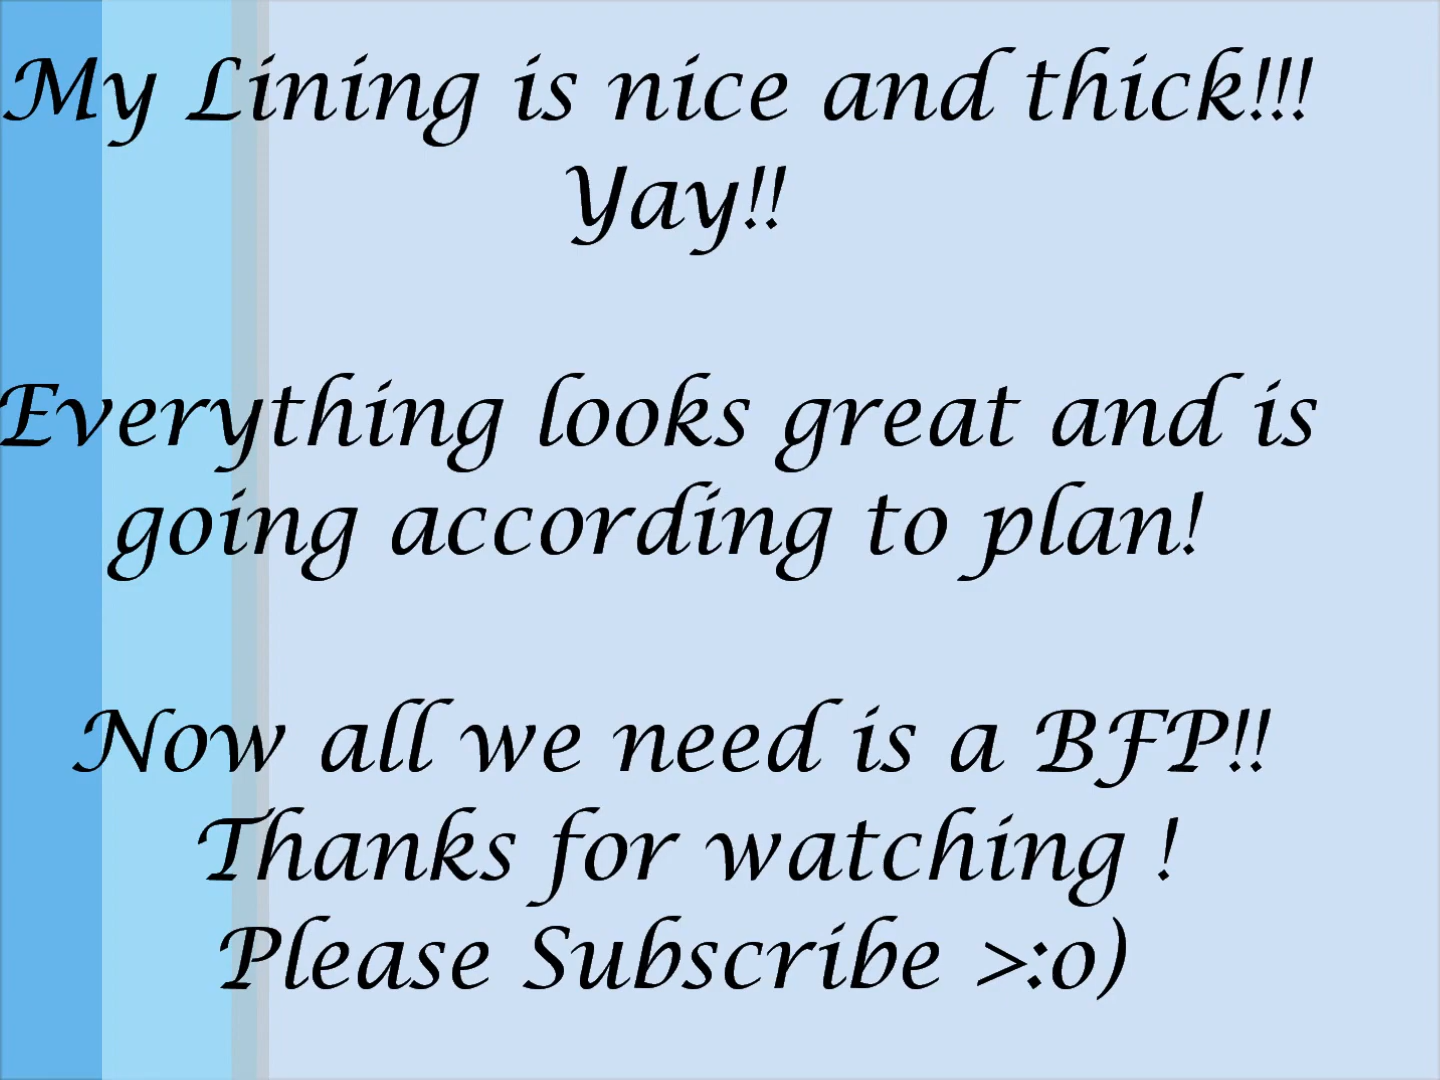 My Lining is nice and thick!!!
Yay!!
Everything looks great and is
going according to plan!
Now all we need is a BFP!!
Thanks for watching !
Please Subscribe >:o)